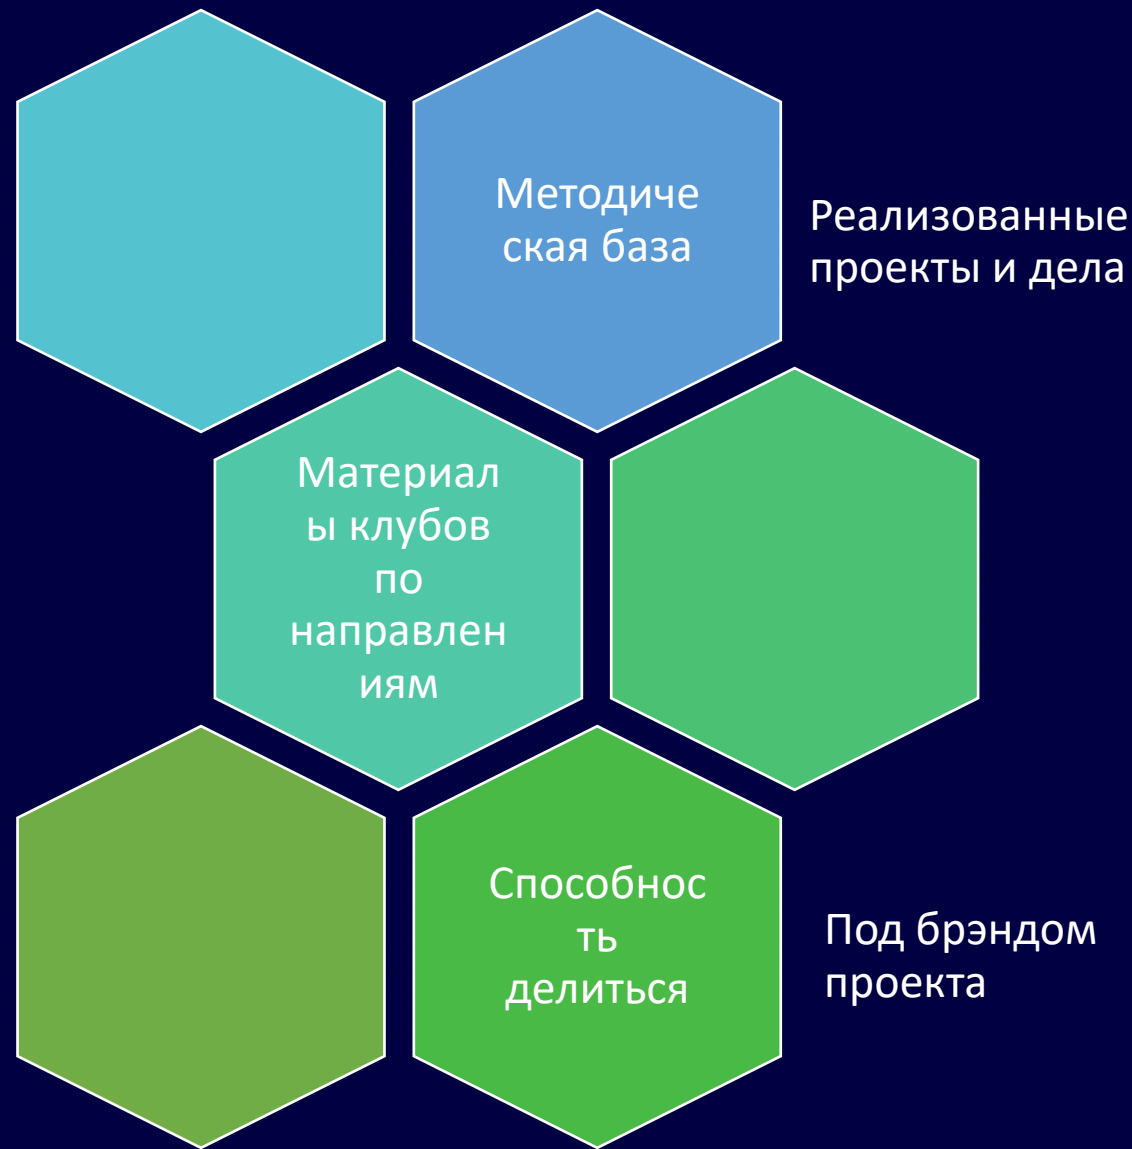 Методиче
ская база
Реализованные
проекты и дела
Материал
ы клубов
по
направлен
иям
Способнос
ть
делиться
Под брэндом
проекта